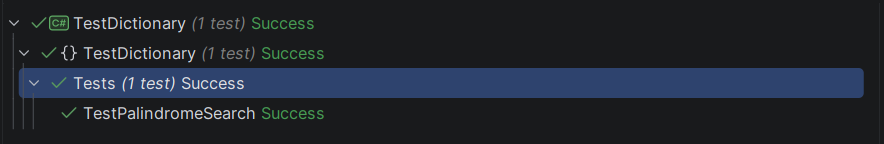 C# TestDictionary (1 test) Success
{} TestDictionary (1 test) Success
Tests (1 test) Success
TestPalindromeSearch Success